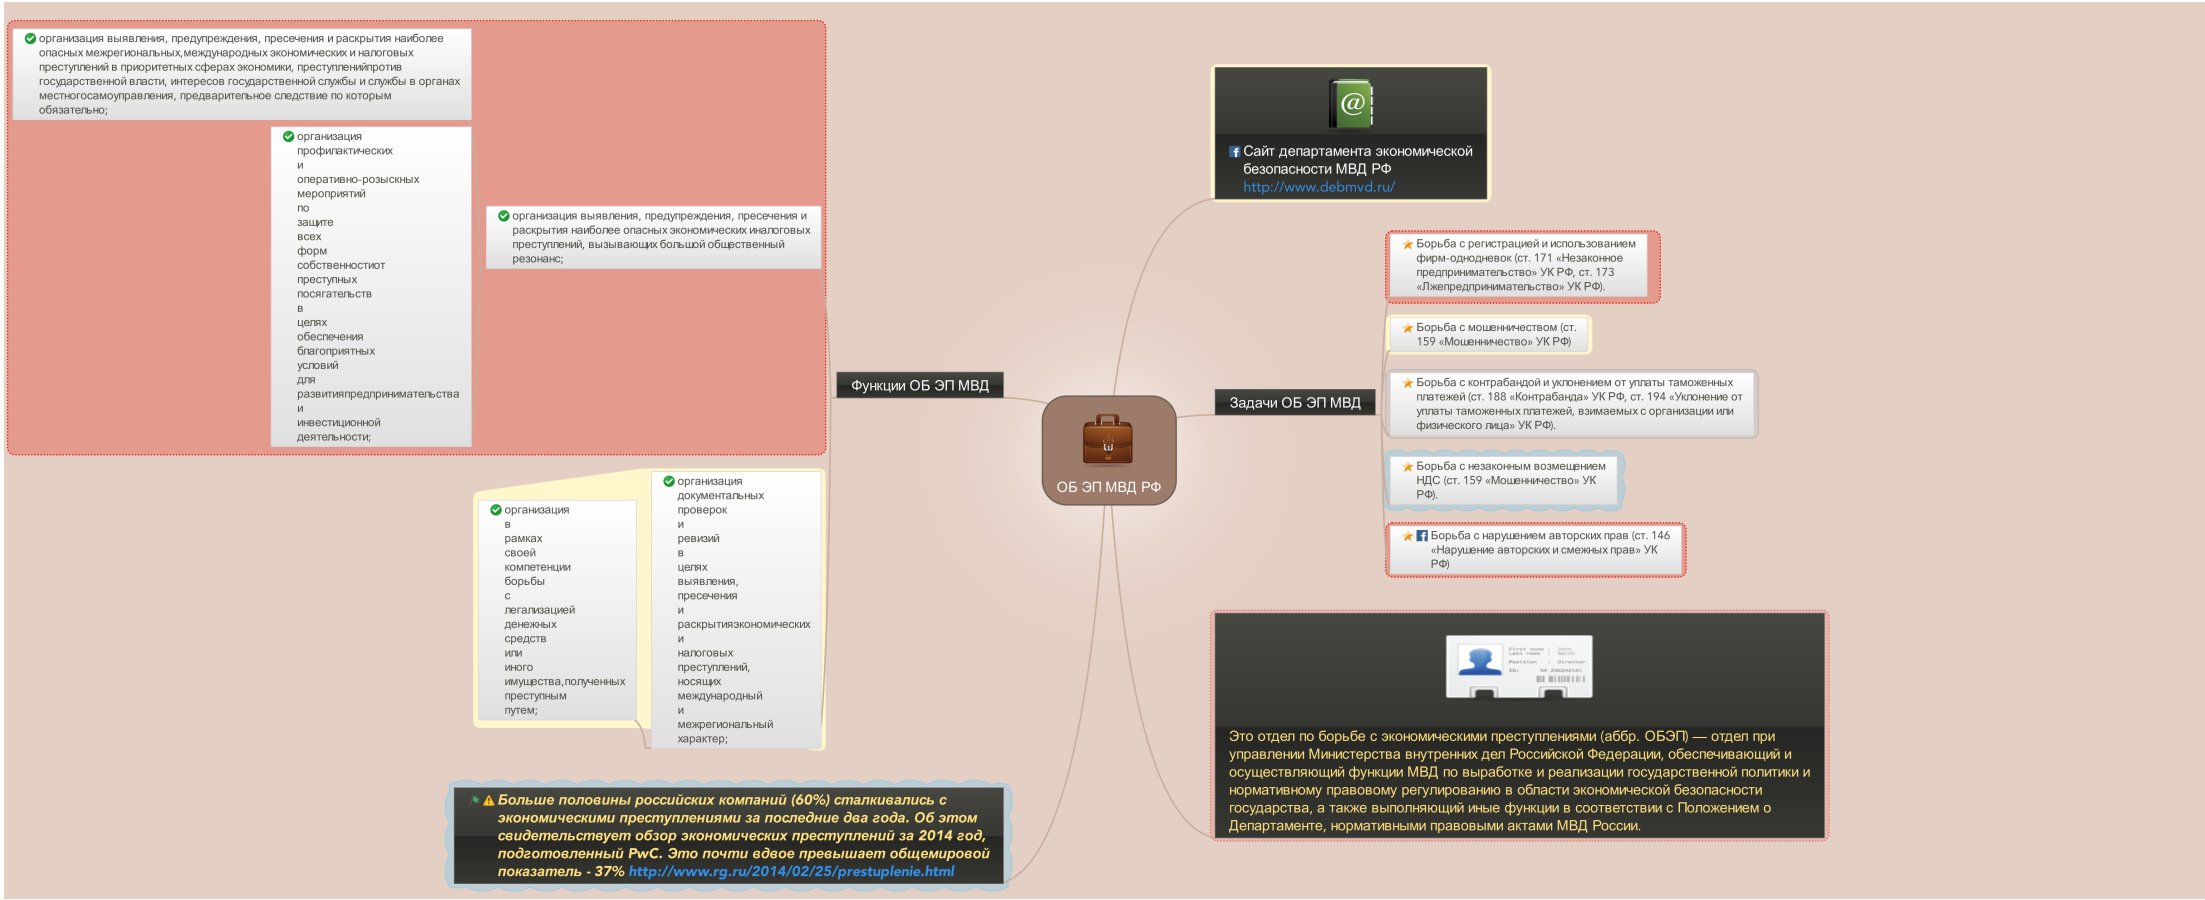 организация выявления, предупреждения, пресечения и раскрытия наиболее
опасных межрегиональных,международных экономических и налоговых
преступлений в приоритетных сферах экономики, преступленийпротив
государственной власти, интересов государственной службы и службы в органах
местногосамоуправления, предварительное следствие по которым
обязательно;
организация
профилактических
и
оперативно-розыскных
мероприятий
по
защите
всех
форм
собственностиот
преступных
посягательств
в
целях
обеспечения
благоприятных
условий
для
развитияпредпринимательства
и
инвестиционной
деятельности;
организация выявления, предупреждения, пресечения и
раскрытия наиболее опасных экономических иналоговых
преступлений, вызывающих большой общественный
резонанс;
Функции ОБ ЭП МВД
организация
в
рамках
своей
компетенции
борьбы
с
легализацией
денежных
средств
или
иного
имущества,полученных
преступным
путем;
организация
документальных
проверок
и
ревизий
в
целях
выявления,
пресечения
и
раскрытияэкономических
и
налоговых
преступлений,
носящих
международный
и
межрегиональный
характер;
Больше половины российских компаний (60%) сталкивались с
экономическими преступлениями за последние два года. Об этом
свидетельствует обзор экономических преступлений за 2014 год,
подготовленный PwC. Это почти вдвое превышает общемировой
показатель - 37% http://www.rg.ru/2014/02/25/prestuplenie.html
ОБ ЭП МВД РФ
@
Сайт департамента экономической
безопасности МВД РФ
http://www.debmvd.ru/
Задачи ОБ ЭП МВД
Борьба с регистрацией и использованием
фирм-однодневок (ст. 171 «Незаконное
предпринимательство» УК РФ, ст. 173
«Лжепредпринимательство» УК РФ).
Борьба с мошенничеством (ст.
159 «Мошенничество» УК РФ)
Борьба с контрабандой и уклонением от уплаты таможенных
платежей (ст. 188 «Контрабанда» УК РФ, ст. 194 «Уклонение от
уплаты таможенных платежей, взимаемых с организации или
физического лица» УК РФ).
Борьба с незаконным возмещением
НДС (ст. 159 «Мошенничество» УК
РФ).
Борьба с нарушением авторских прав (ст. 146
«Нарушение авторских и смежных прав» УК
РФ)
First name : John
Last name : Smith
Position : Director
ID:
Это отдел по борьбе с экономическими преступлениями (аббр. ОБЭП) — отдел при
управлении Министерства внутренних дел Российской Федерации, обеспечивающий и
осуществляющий функции МВД по выработке и реализации государственной политики и
нормативному правовому регулированию в области экономической безопасности
государства, а также выполняющий иные функции в соответствии с Положением о
Департаменте, нормативными правовыми актами МВД России.